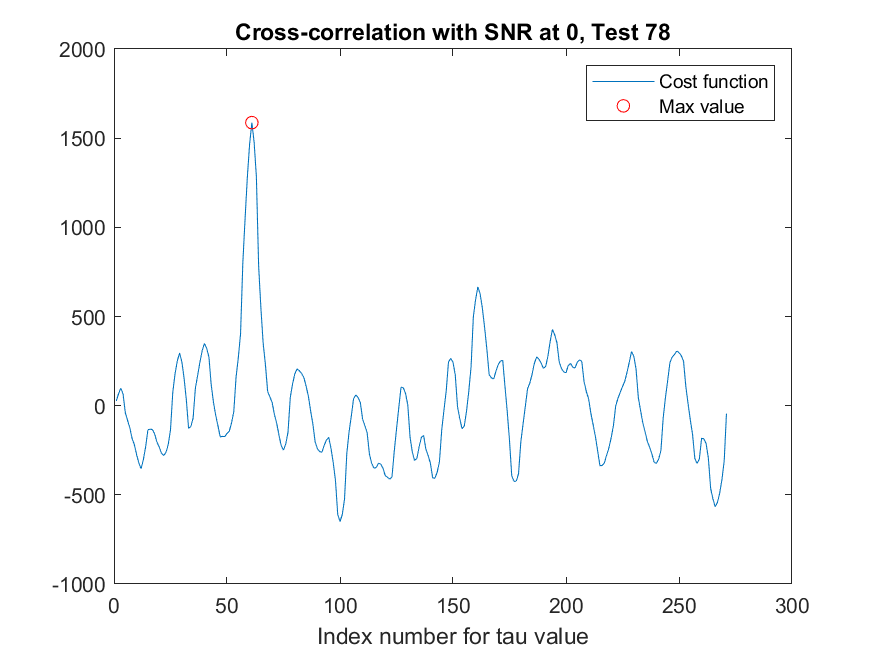 Cross-correlation with SNR at 0, Test 78
2000
1500
1000
500
0
-500
-1000
0 50 100 150 200 250 300
Index number for tau value
Cost function
Max value